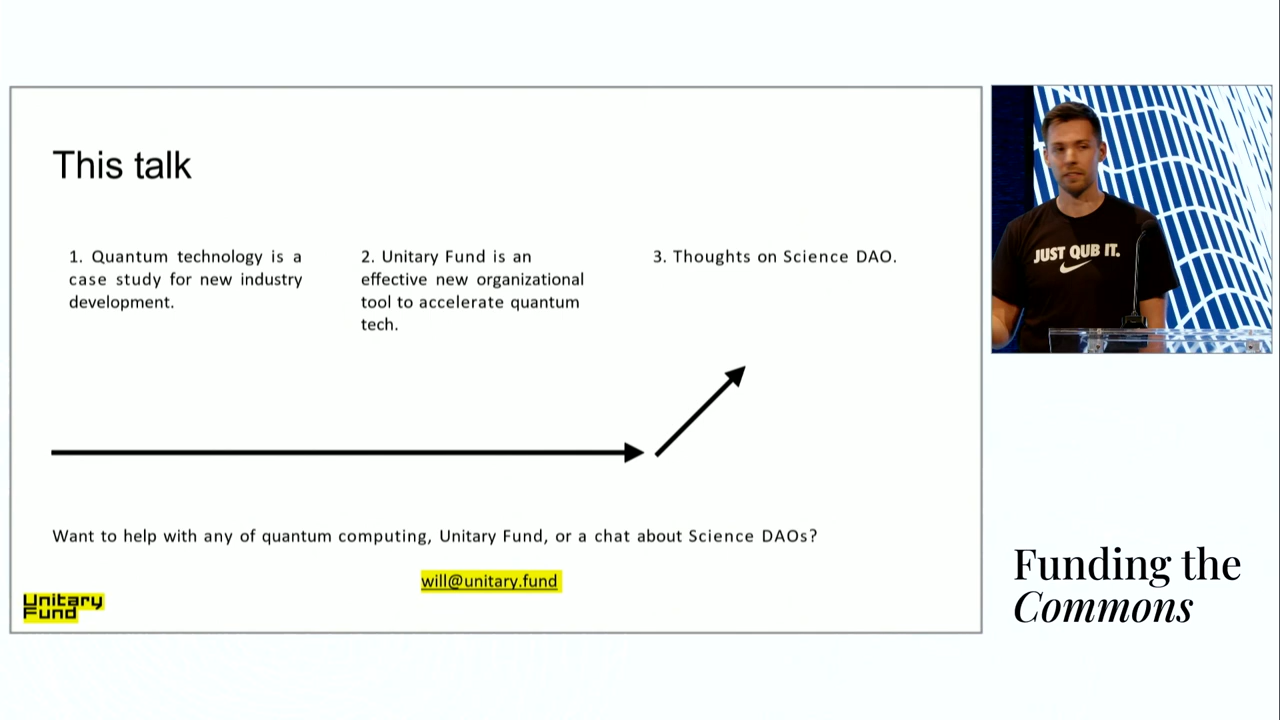 This talk
1. Quantum technology is a
case study for new industry
development.
2. Unitary Fund is an
effective new organizational
tool to accelerate quantum
tech.
3. Thoughts on Science DAO.
Want to help with any of quantum computing, Unitary Fund, or a chat about Science DAOs?
will@unitary.fund
Unitary
Fund
JUST QUB IT.
Funding the
Commons